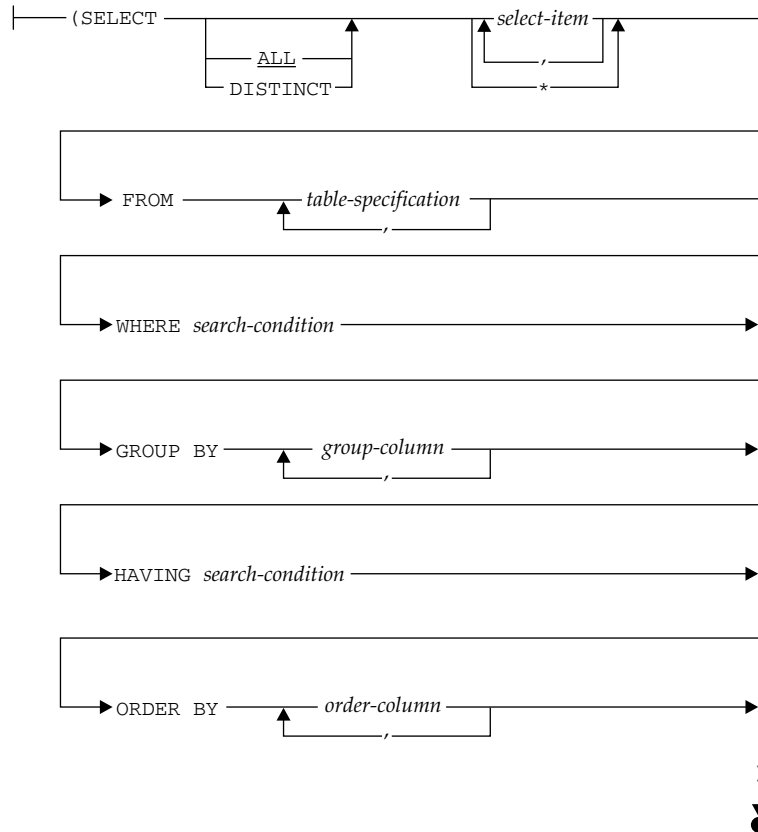 (SELECT select-item
ALL ,
DISTINCT *
FROM table-specification
,
WHERE search-condition
GROUP BY group-column
,
HAVING search-condition
ORDER BY order-column
,